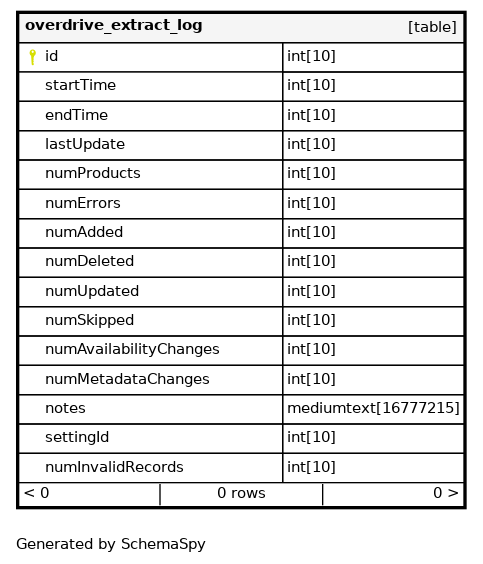 overdrive_extract_log [table]
id int[10]
startTime int[10]
endTime int[10]
lastUpdate int[10]
numProducts int[10]
numErrors int[10]
numAdded int[10]
numDeleted int[10]
numUpdated int[10]
numSkipped int[10]
numAvailabilityChanges int[10]
numMetadataChanges int[10]
notes mediumtext[16777215]
settingId int[10]
numInvalidRecords int[10]
< 0 0 rows 0 >
Generated by SchemaSpy